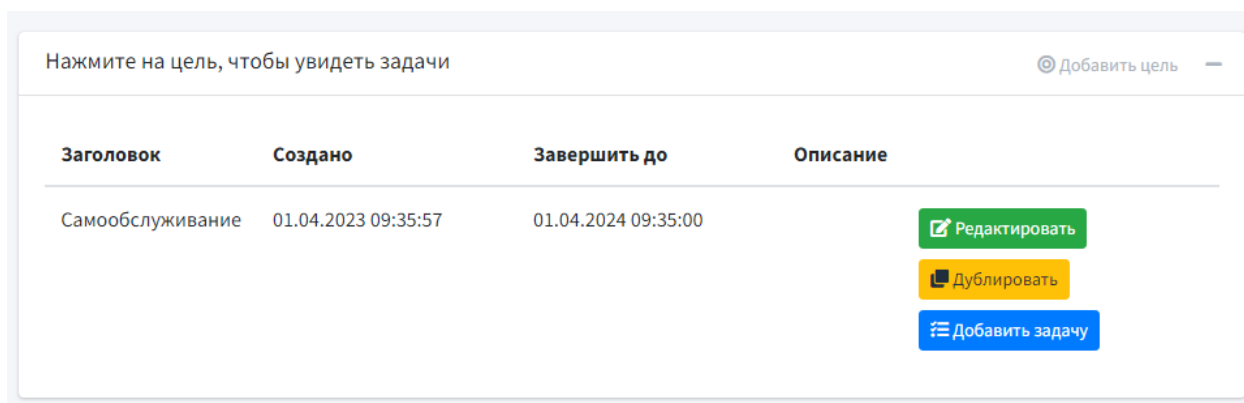 Нажмите на цель, чтобы увидеть задачи
Добавить цель
Заголовок Создано Завершить до Описание
Самообслуживание 01.04.2023 09:35:57 01.04.2024 09:35:00
Редактировать
Дублировать
Добавить задачу